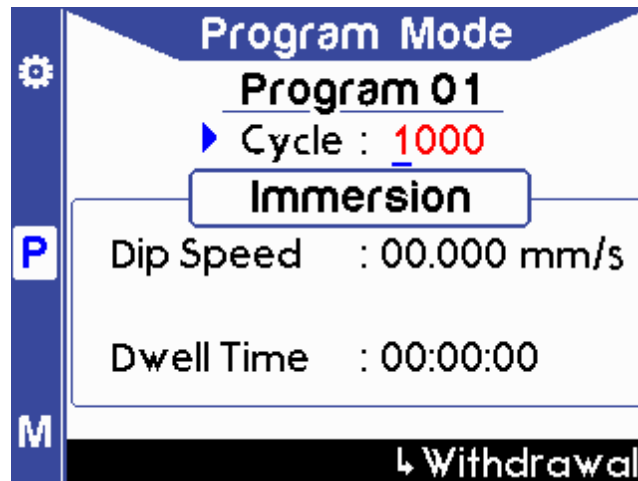 Program Mode
Program 01
Cycle : 1000
Immersion
P
Dip Speed : 00.000 mm/s
Dwell Time : 00:00:00
M
↳ Withdrawal